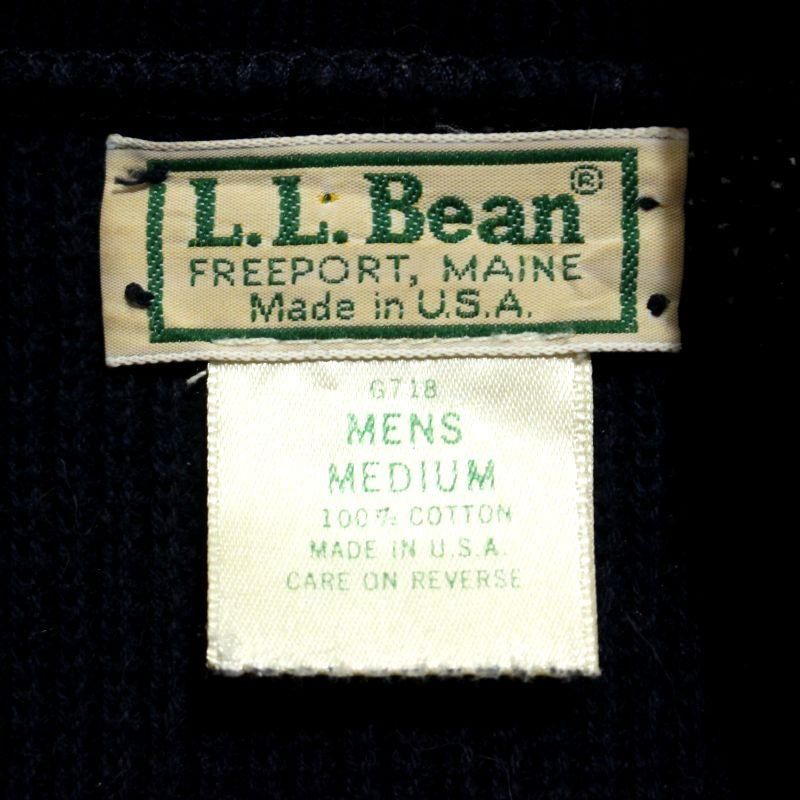 L.L. Bean®
FREEPORT, MAINE
Made in U.S.A.
G718
MENS
MEDIUM
100% COTTON
MADE IN U.S.A.
CARE ON REVERSE